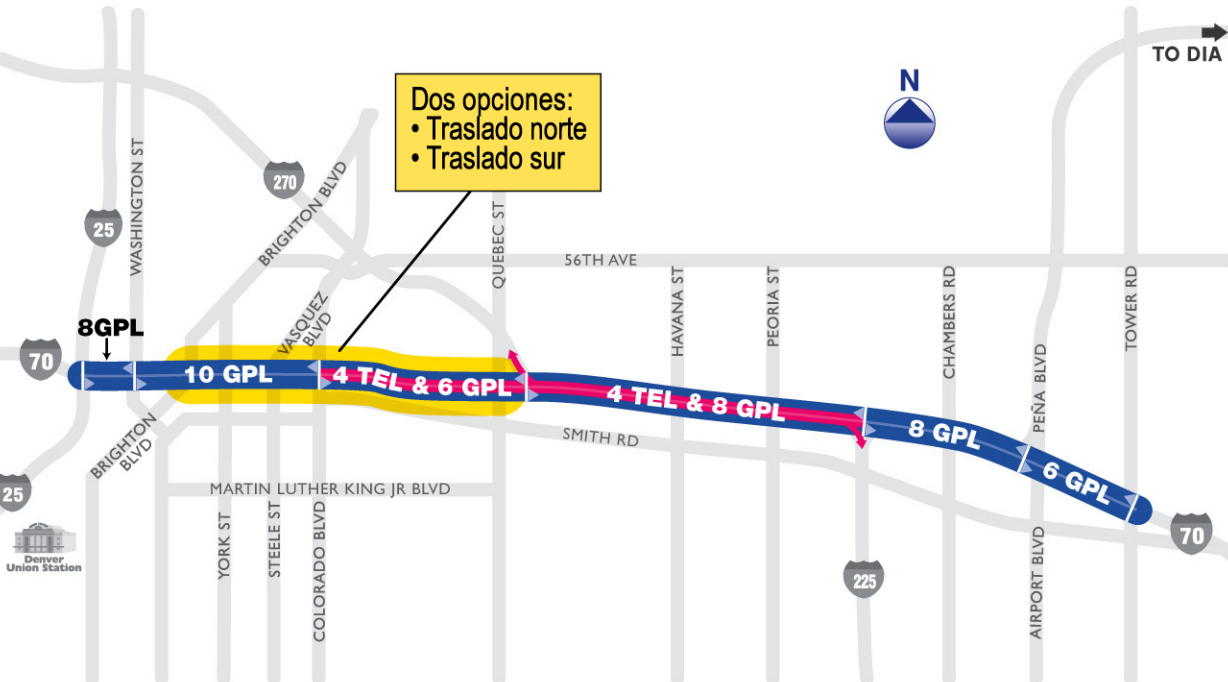 TO DIA
N
Dos opciones:
• Traslado norte
• Traslado sur
WASHINGTON ST
270
BRIGHTON BLVD
25
QUEBEC ST
56TH AVE
HAVANA ST
PEORIA ST
CHAMBERS RD
PEÑA BLVD
TOWER RD
VASQUEZ
BLVD
8GPL
70
10 GPL
4 TEL & 6 GPL
4 TEL & 8 GPL
8 GPL
6 GPL
70
BRIGHTON
BLVD
SMITH RD
MARTIN LUTHER KING JR BLVD
25
Denver
Union Station
YORK ST
STEELE ST
COLORADO BLVD
225
AIRPORT BLVD